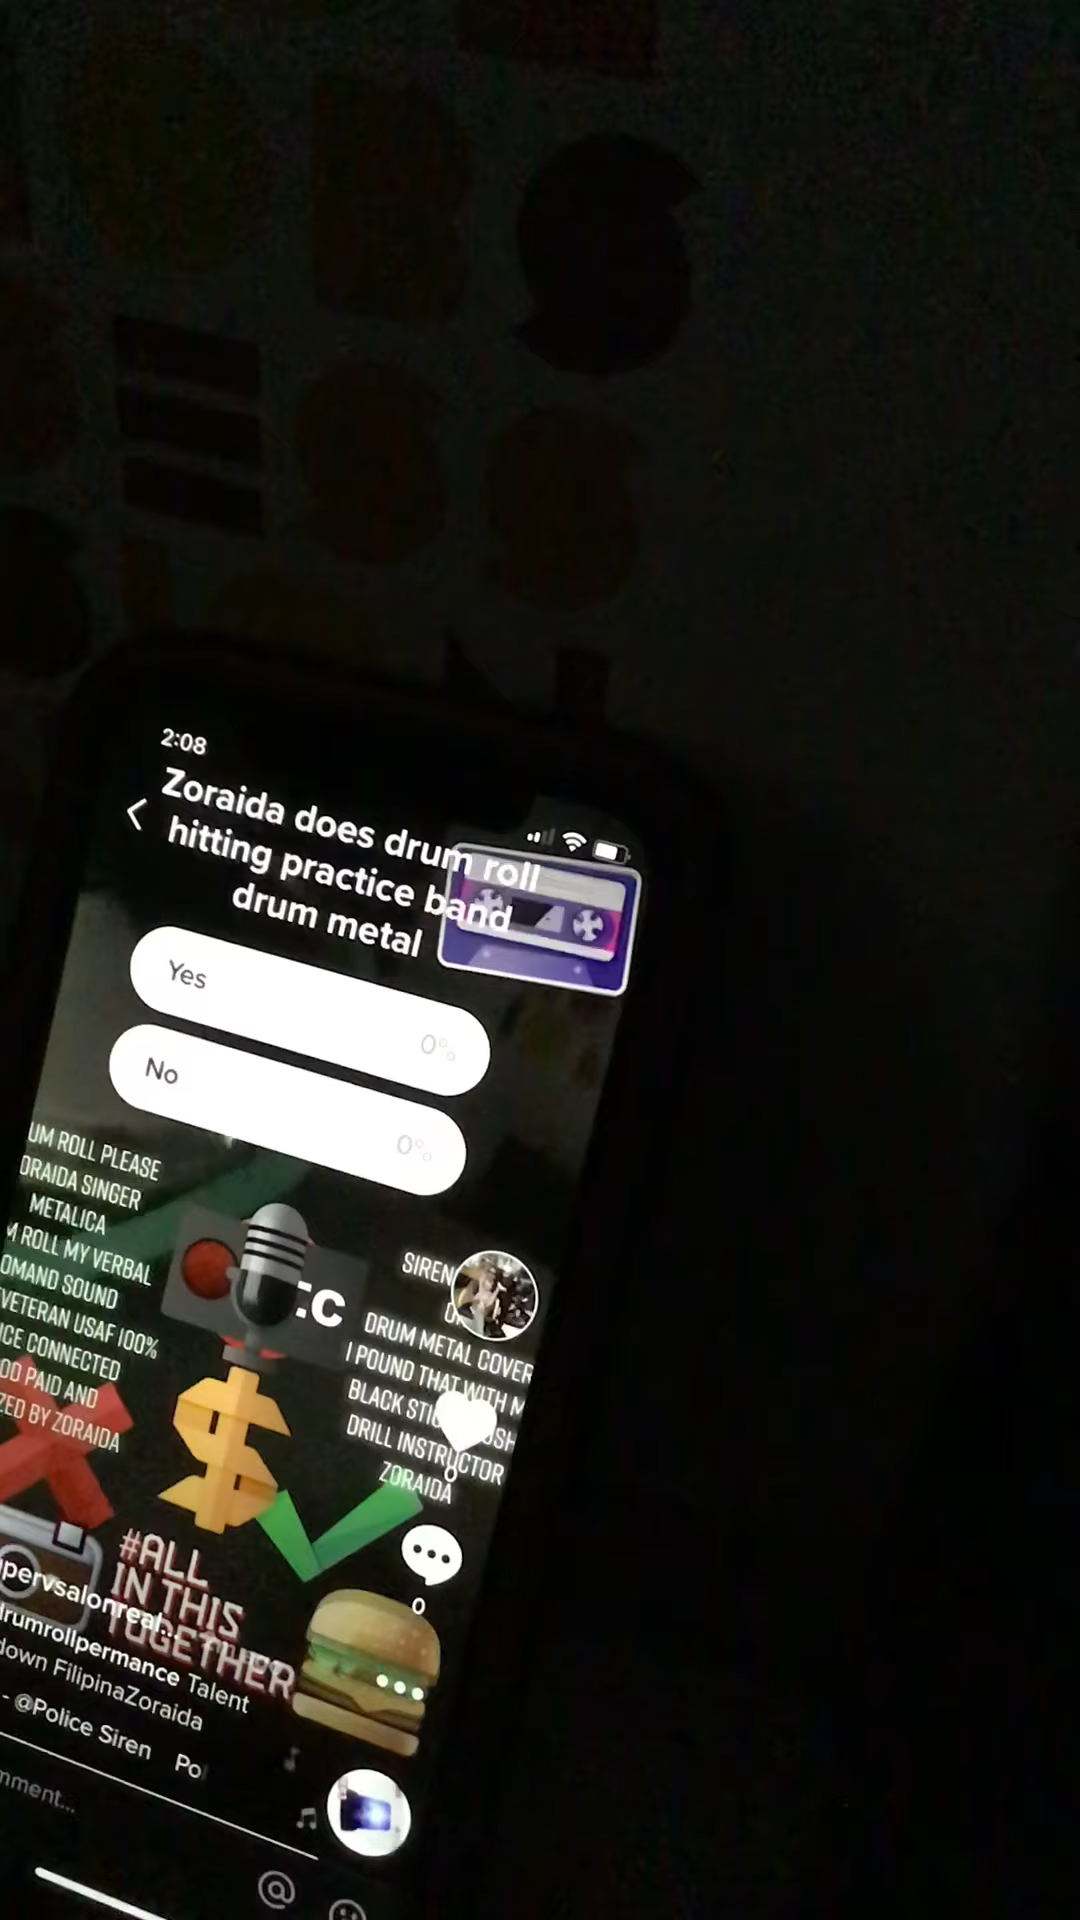 2:08
Zoraida does drum roll
hitting practice band
drum metal
Yes
0%
No
0%
UM ROLL PLEASE
ORAIDA SINGER
METALICA
M ROLL MY VERBAL
OMAND SOUND
VETERAN USAF 100%
ICE CONNECTED
OD PAID AND
ZED BY ZORAIDA
EC
SIREN
DRUM METAL COVER
I POUND THAT WITH M
BLACK
DRILL INSTRUCTOR
ZORAIDA
0
0
#ALL
IN THIS
TOGETHER
pervsalonreal...
drumrollpermance Talent
down FilipinaZoraida
- @Police Siren Po
mment...
@